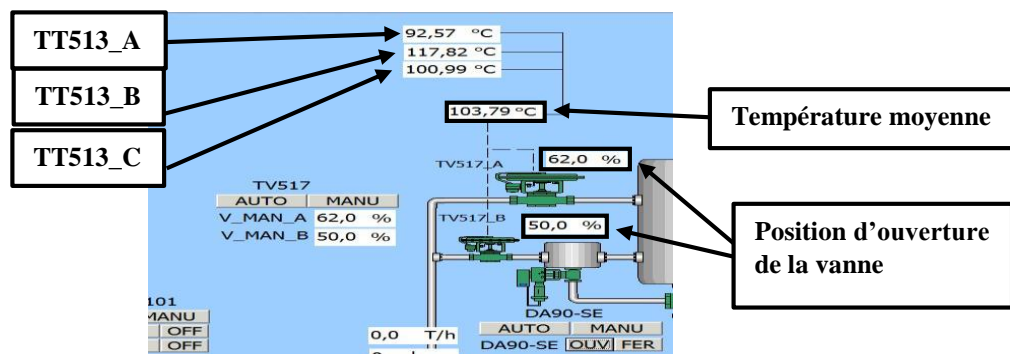 TT513_A
TT513_B
TT513_C
92,57 °C
117,82 °C
100,99 °C
103,79 °C
Température moyenne
TV517_A
62,0 %
TV517
AUTO MANU
V_MAN_A 62,0 %
V_MAN_B 50,0 %
TV517_B
50,0 %
Position d'ouverture
de la vanne
101
MANU
OFF
OFF
0,0 T/h
DA90-SE
AUTO MANU
DA90-SE OUV FER